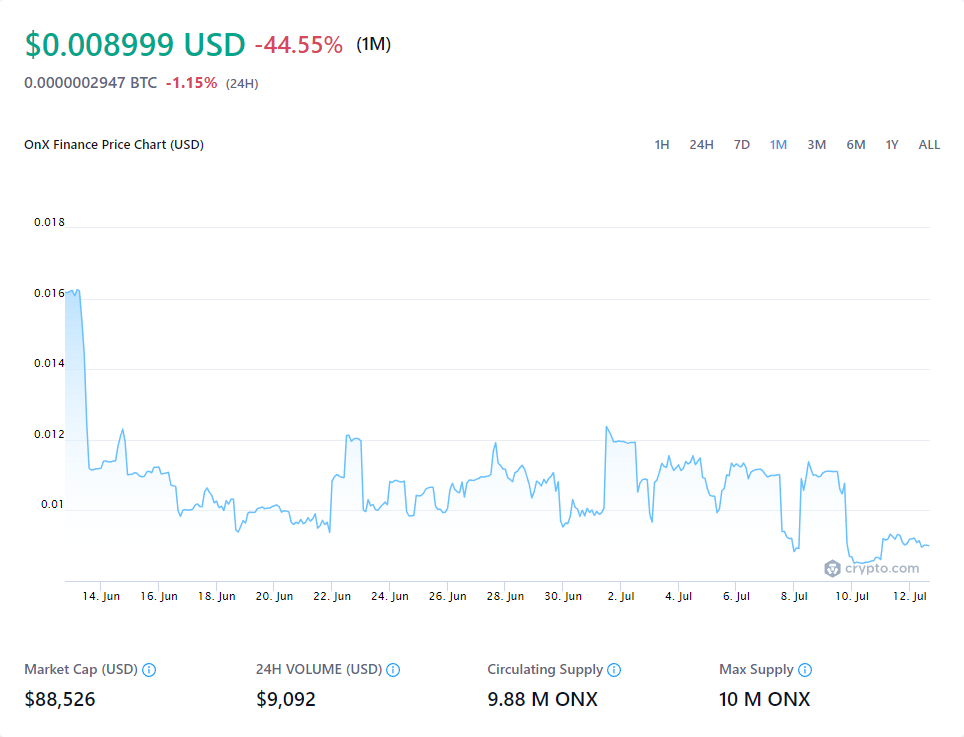 $0.008999 USD -44.55% (1M)
0.0000002947 BTC -1.15% (24H)
OnX Finance Price Chart (USD) 1H 24H 7D 1M 3M 6M 1Y ALL
0.018
0.016
0.014
0.012
0.01
crypto.com
14. Jun 16. Jun 18. Jun 20. Jun 22. Jun 24. Jun 26. Jun 28. Jun 30. Jun 2. Jul 4. Jul 6. Jul 8. Jul 10. Jul 12. Jul
Market Cap (USD) 24H VOLUME (USD) Circulating Supply Max Supply
$88,526 $9,092 9.88 M ONX 10 M ONX